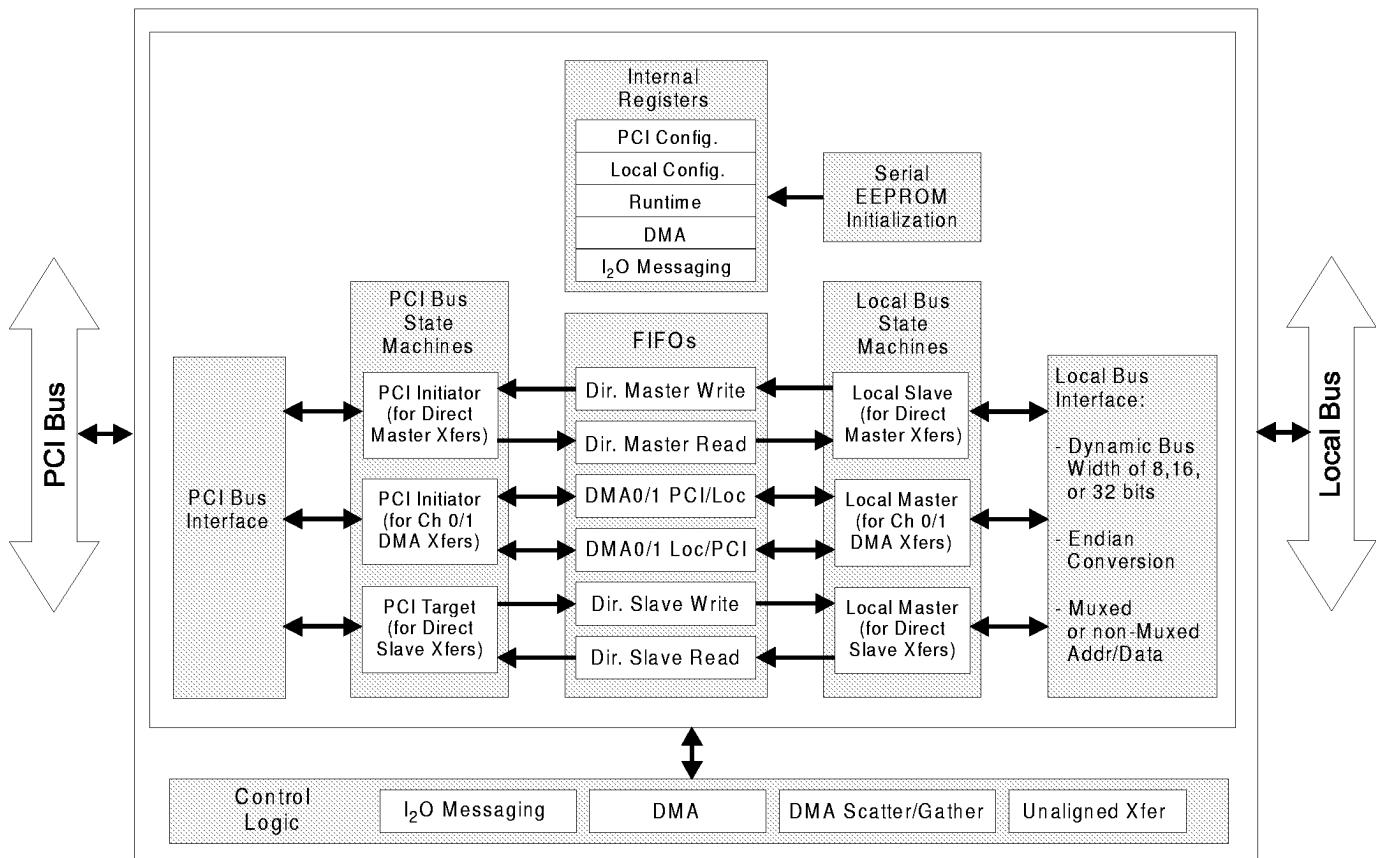 Internal
Registers
PCI Config.
Local Config.
Runtime
DMA
I₂O Messaging
Serial
EEPROM
Initialization
PCI Bus
PCI Bus
Interface
PCI Bus
State
Machines
PCI Initiator
(for Direct
Master Xfers)
PCI Initiator
(for Ch 0/1
DMA Xfers)
PCI Target
(for Direct
Slave Xfers)
FIFOs
Dir. Master Write
Dir. Master Read
DMA0/1 PCI/Loc
DMA0/1 Loc/PCI
Dir. Slave Write
Dir. Slave Read
Local Bus
State
Machines
Local Slave
(for Direct
Master Xfers)
Local Master
(for Ch 0/1
DMA Xfers)
Local Master
(for Direct
Slave Xfers)
Local Bus
Interface:
- Dynamic Bus
Width of 8,16,
or 32 bits
- Endian
Conversion
- Muxed
or non-Muxed
Addr/Data
Local Bus
Control
Logic
I₂O Messaging
DMA
DMA Scatter/Gather
Unaligned Xfer